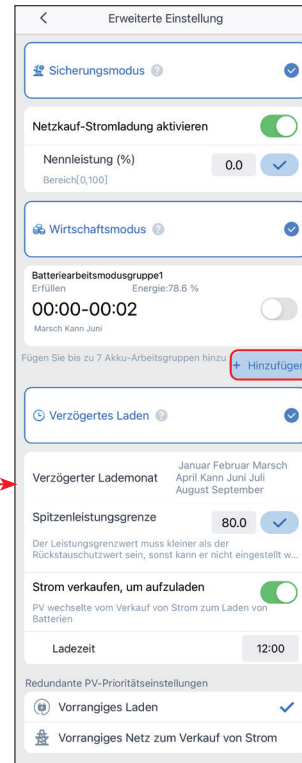 Erweiterte Einstellung
Sicherungsmodus ?
Netzkauf-Stromladung aktivieren
Nennleistung (%)
0.0
Bereich[0,100]
Wirtschaftsmodus ?
Batteriearbeitsmodusgruppe1
Erfüllen Energie:78.6 %
00:00-00:02
Marsch Kann Juni
Fügen Sie bis zu 7 Akku-Arbeitsgruppen hinzu
+ Hinzufügen
Verzögertes Laden ?
Verzögerter Lademonat
Januar Februar Marsch
April Kann Juni Juli
August September
Spitzenleistungsgrenze
80.0
Der Leistungsgrenzwert muss kleiner als der
Rückstauschutzwert sein, sonst kann er nicht eingestellt w...
Strom verkaufen, um aufzuladen
PV wechselte vom Verkauf von Strom zum Laden von
Batterien
Ladezeit
12:00
Redundante PV-Prioritätseinstellungen
Vorrangiges Laden
Vorrangiges Netz zum Verkauf von Strom